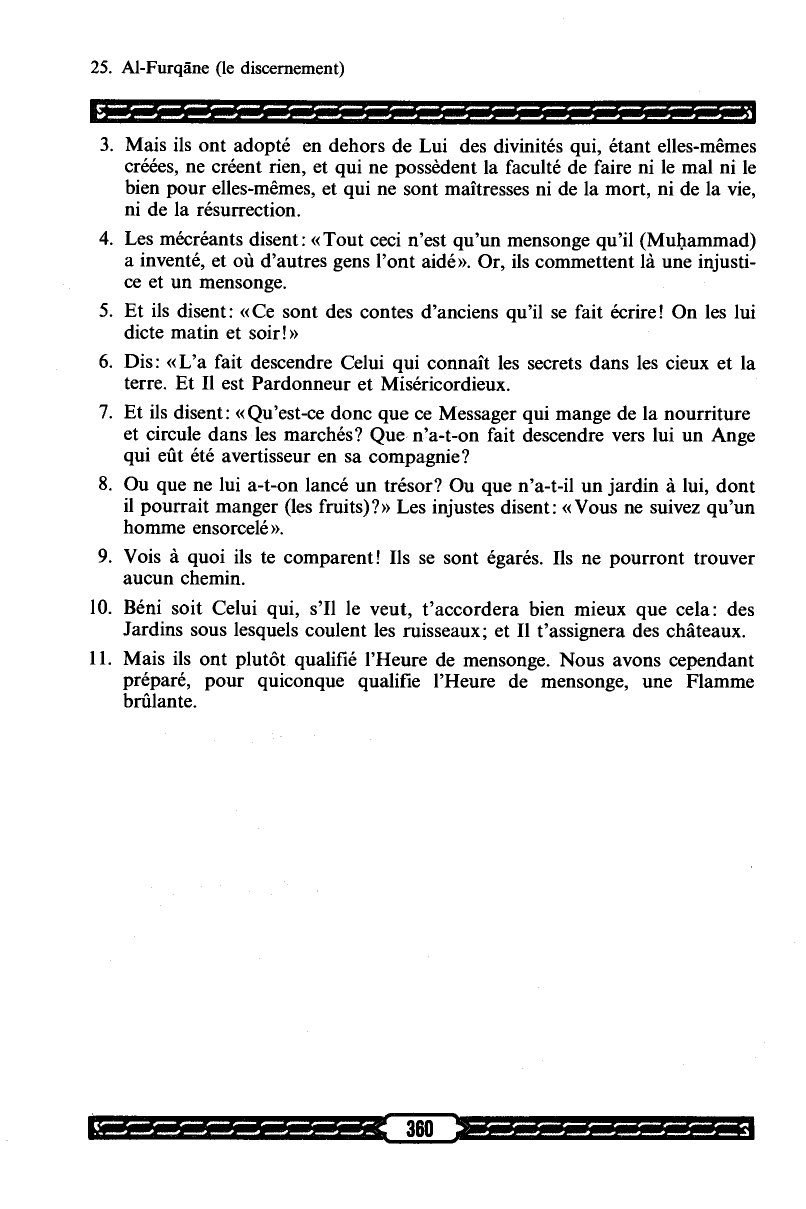 25. Al-Furqāne (le discernement)
3. Mais ils ont adopté en dehors de Lui des divinités qui, étant elles-mêmes
créées, ne créent rien, et qui ne possèdent la faculté de faire ni le mal ni le
bien pour elles-mêmes, et qui ne sont maîtresses ni de la mort, ni de la vie,
ni de la résurrection.
4. Les mécréants disent: «Tout ceci n'est qu'un mensonge qu'il (Muḥammad)
a inventé, et où d'autres gens l'ont aidé». Or, ils commettent là une injusti-
ce et un mensonge.
5. Et ils disent: «Ce sont des contes d'anciens qu'il se fait écrire! On les lui
dicte matin et soir!»
6. Dis: «L'a fait descendre Celui qui connaît les secrets dans les cieux et la
terre. Et Il est Pardonneur et Miséricordieux.
7. Et ils disent: «Qu'est-ce donc que ce Messager qui mange de la nourriture
et circule dans les marchés? Que n'a-t-on fait descendre vers lui un Ange
qui eût été avertisseur en sa compagnie?
8. Ou que ne lui a-t-on lancé un trésor? Ou que n'a-t-il un jardin à lui, dont
il pourrait manger (les fruits)?» Les injustes disent: «Vous ne suivez qu'un
homme ensorcelé».
9. Vois à quoi ils te comparent! Ils se sont égarés. Ils ne pourront trouver
aucun chemin.
10. Béni soit Celui qui, s'Il le veut, t'accordera bien mieux que cela: des
Jardins sous lesquels coulent les ruisseaux; et Il t'assignera des châteaux.
11. Mais ils ont plutôt qualifié l'Heure de mensonge. Nous avons cependant
préparé, pour quiconque qualifie l'Heure de mensonge, une Flamme
brûlante.
360